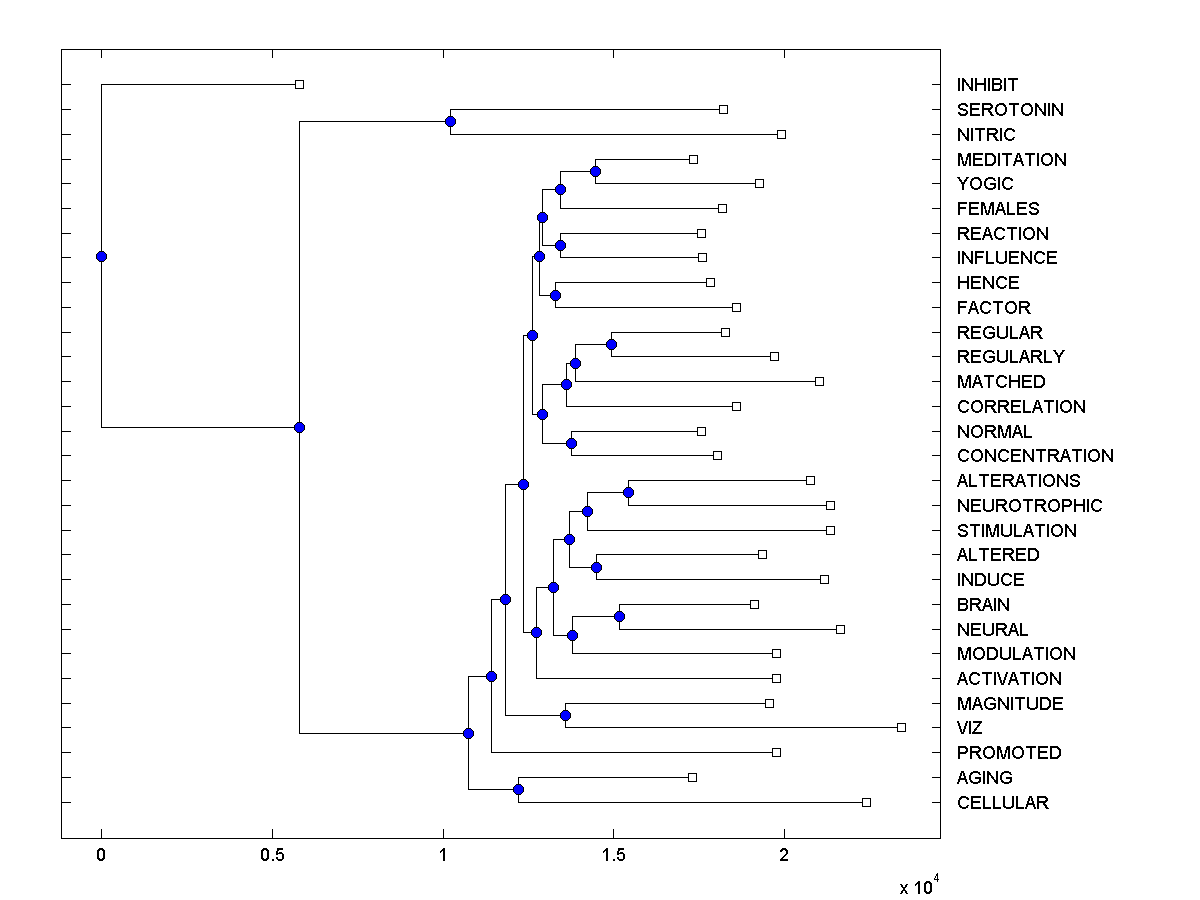 INHIBIT
SEROTONIN
NITRIC
MEDITATION
YOGIC
FEMALES
REACTION
INFLUENCE
HENCE
FACTOR
REGULAR
REGULARLY
MATCHED
CORRELATION
NORMAL
CONCENTRATION
ALTERATIONS
NEUROTROPHIC
STIMULATION
ALTERED
INDUCE
BRAIN
NEURAL
MODULATION
ACTIVATION
MAGNITUDE
VIZ
PROMOTED
AGING
CELLULAR
0 0.5 1 1.5 2
x 10^4